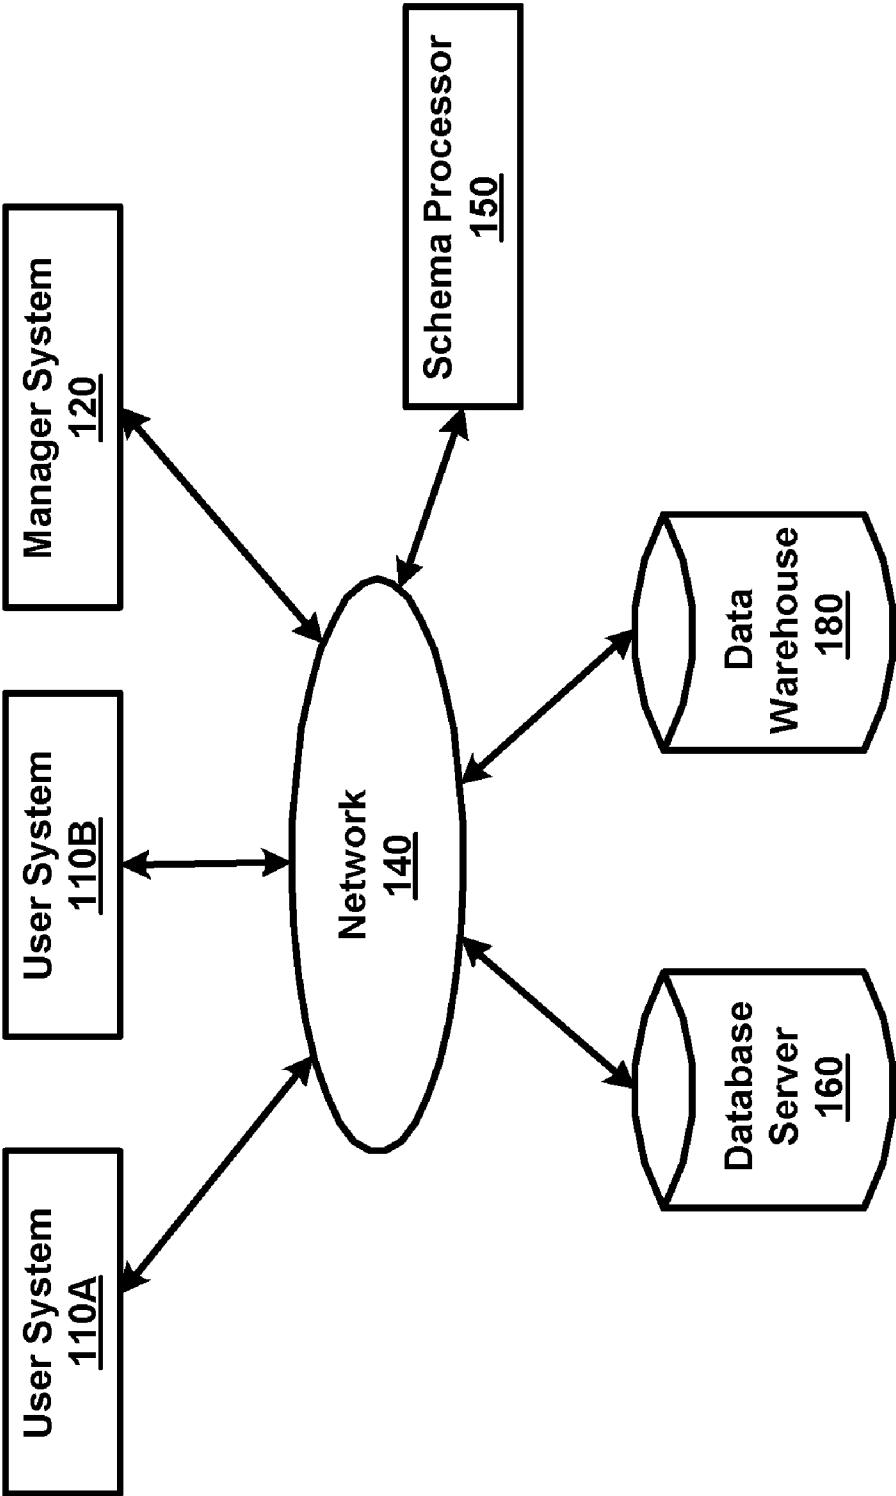 User System
110A
User System
110B
Manager System
120
Network
140
Schema Processor
150
Database
Server
160
Data
Warehouse
180